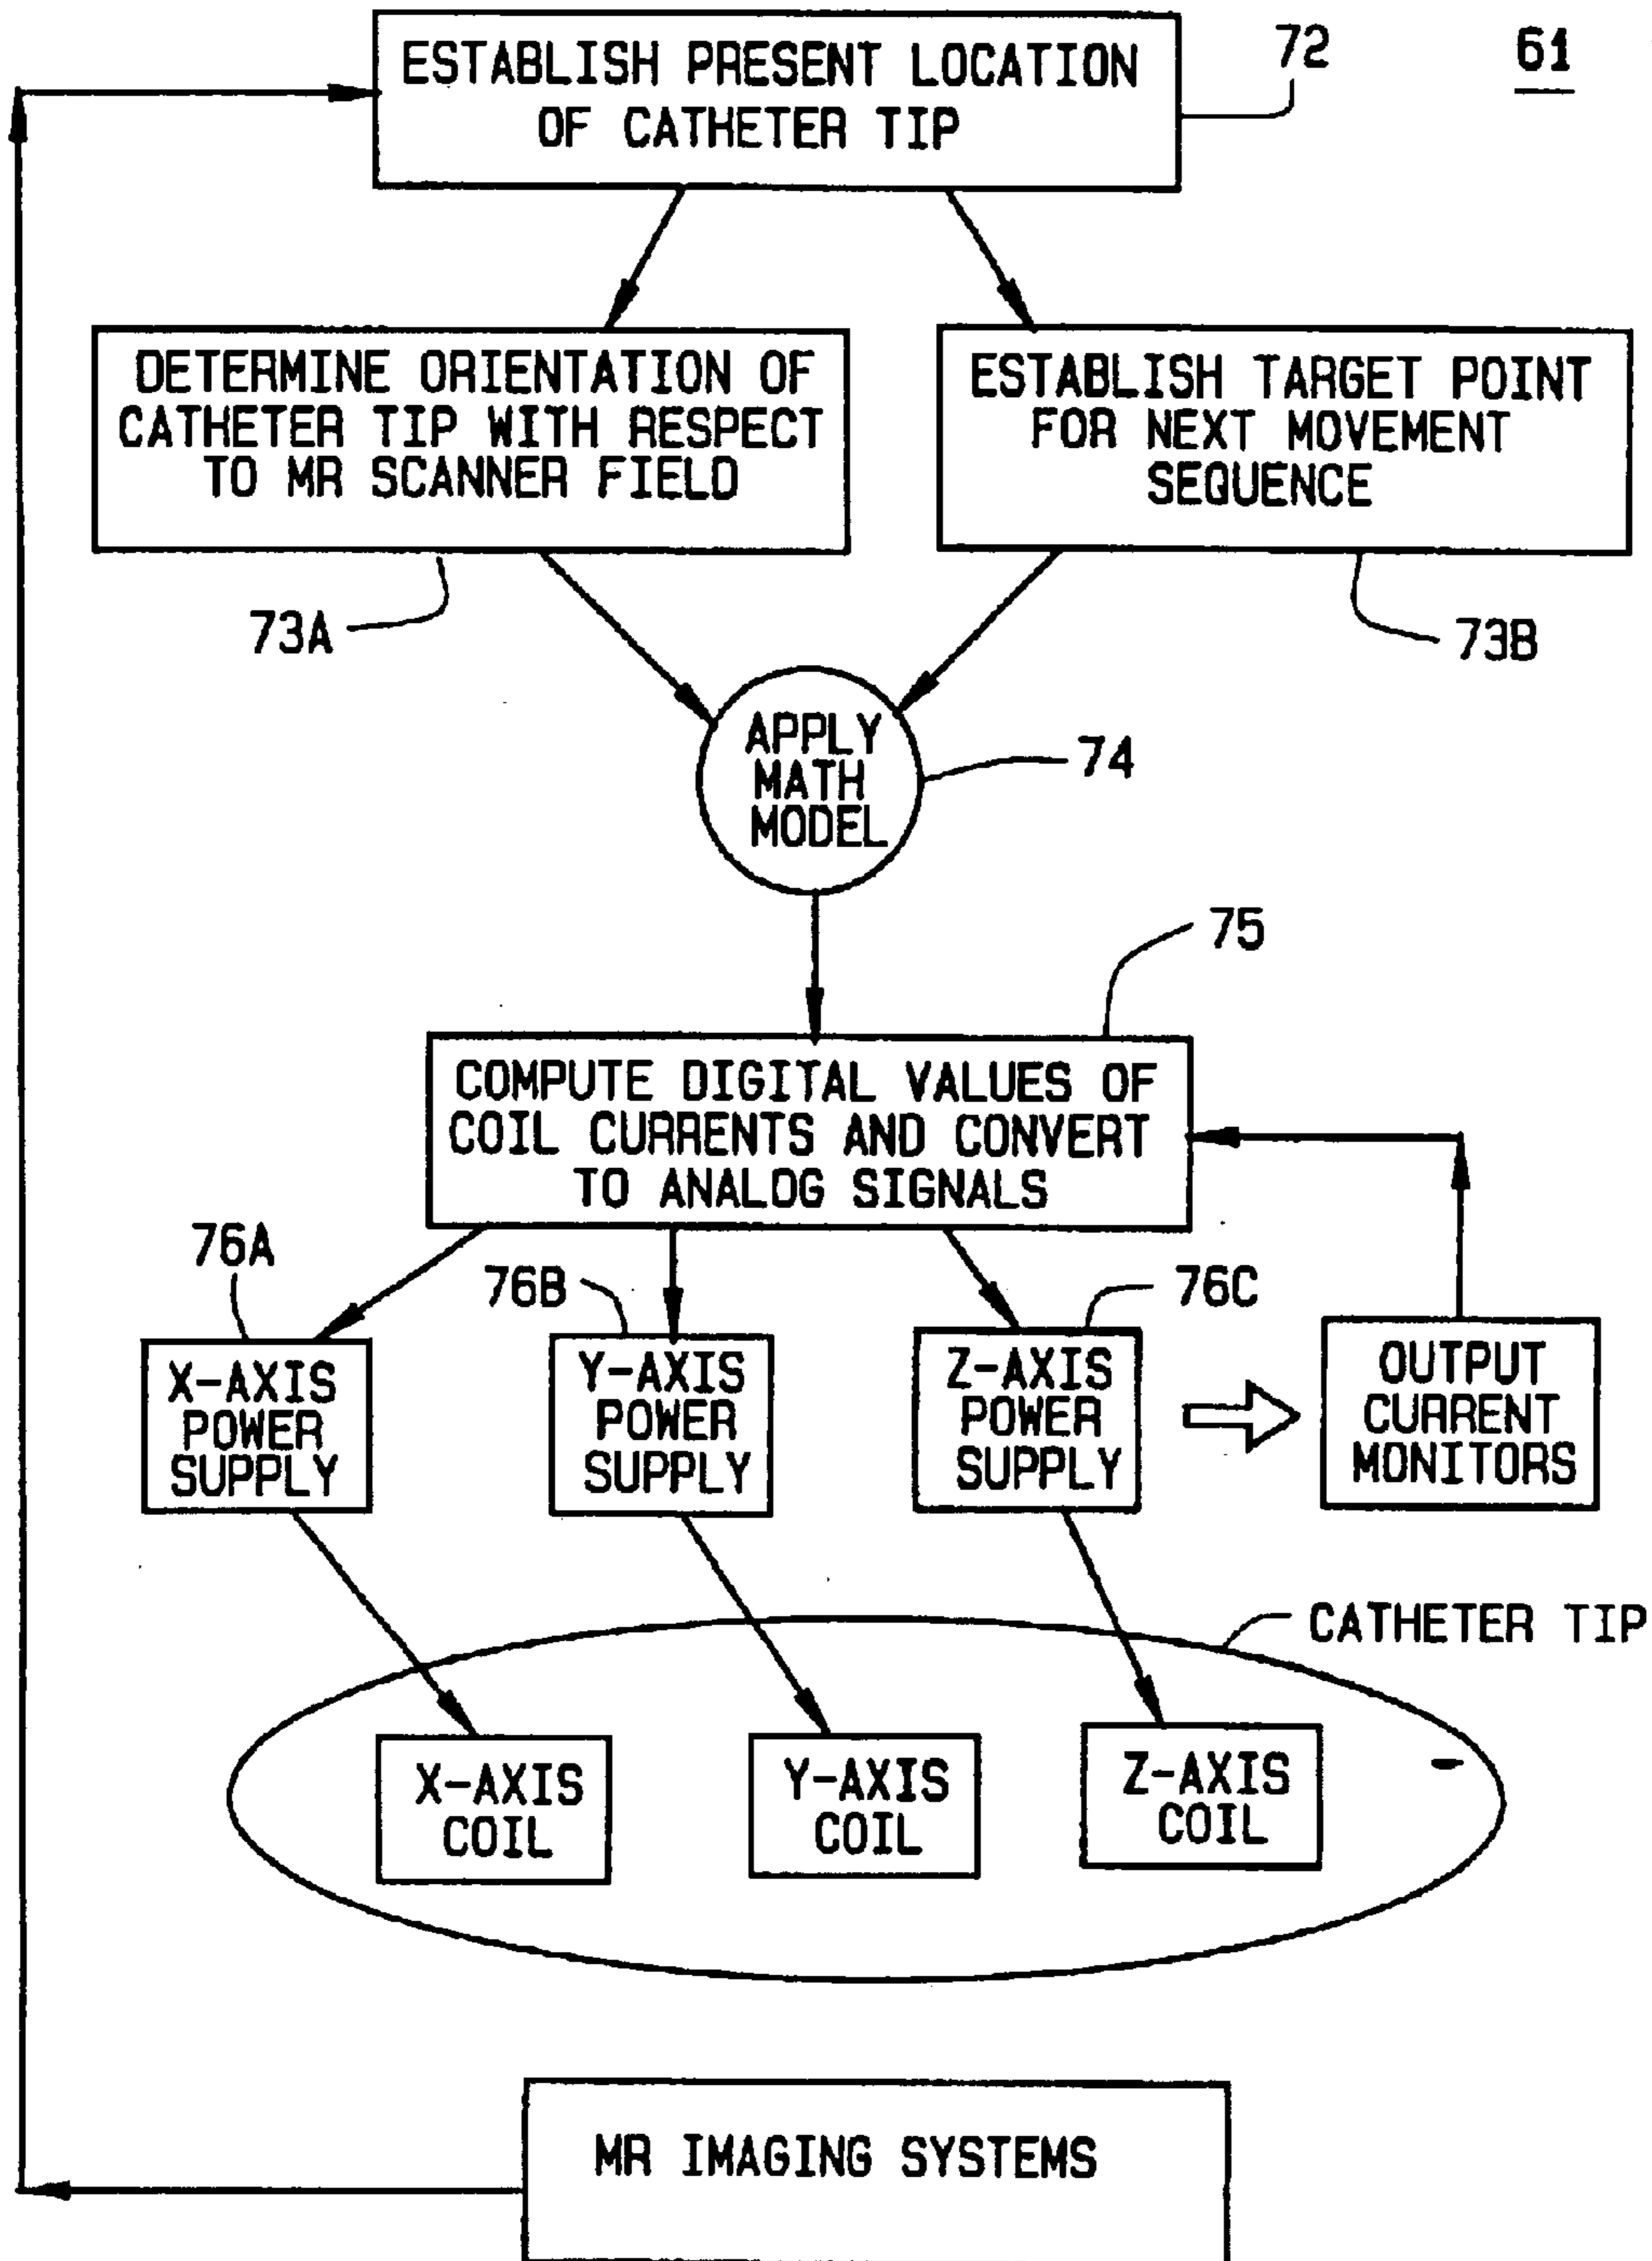 61
72
ESTABLISH PRESENT LOCATION
OF CATHETER TIP
DETERMINE ORIENTATION OF
CATHETER TIP WITH RESPECT
TO MR SCANNER FIELD
73A
ESTABLISH TARGET POINT
FOR NEXT MOVEMENT
SEQUENCE
73B
APPLY
MATH
MODEL
74
75
COMPUTE DIGITAL VALUES OF
COIL CURRENTS AND CONVERT
TO ANALOG SIGNALS
76A
76B
76C
X-AXIS
POWER
SUPPLY
Y-AXIS
POWER
SUPPLY
Z-AXIS
POWER
SUPPLY
OUTPUT
CURRENT
MONITORS
CATHETER TIP
X-AXIS
COIL
Y-AXIS
COIL
Z-AXIS
COIL
MR IMAGING SYSTEMS